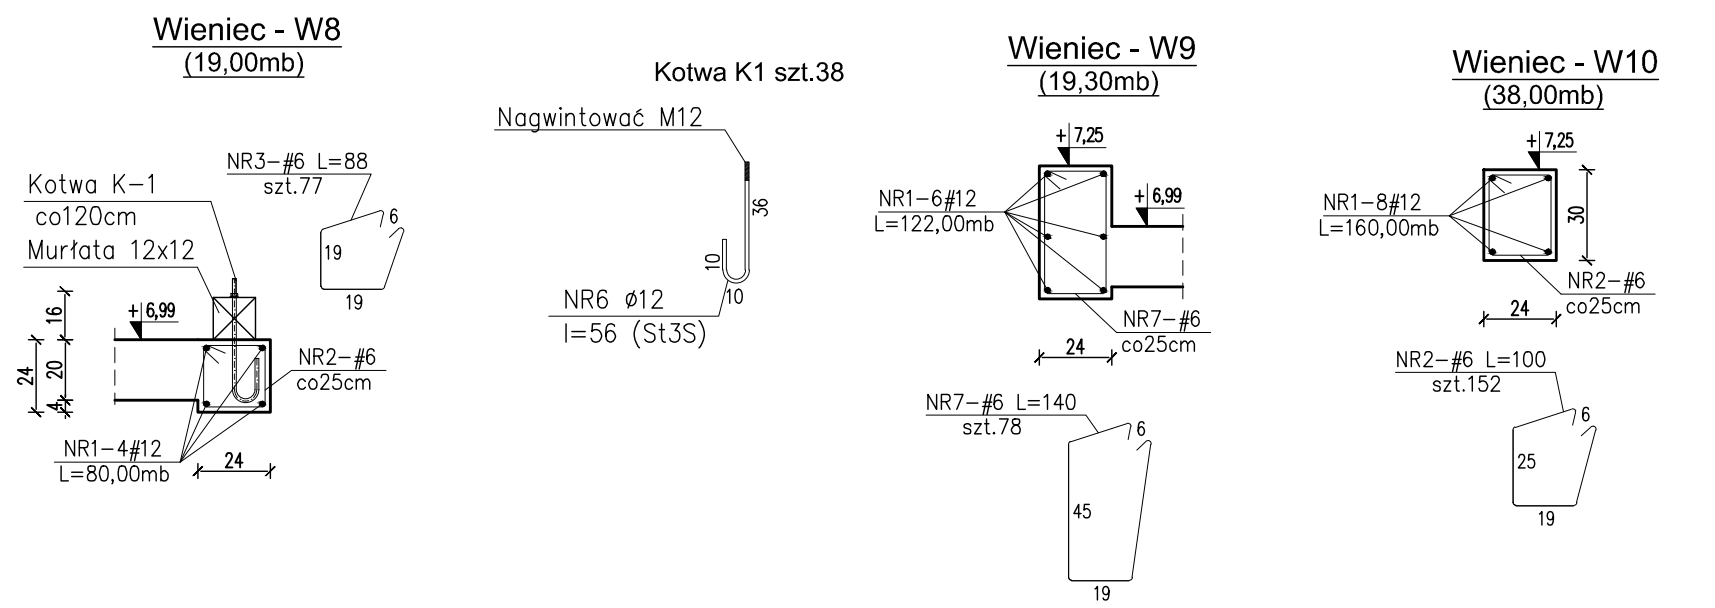 Wieniec - W8
(19,00mb)
NR3-#6 L=88
szt.77
6
19
19
Kotwa K-1
co120cm
Murłata 12x12
+ 6,99
16
24
20
4
NR2-#6
co25cm
NR1-4#12
L=80,00mb
24
Kotwa K1 szt.38
Nagwintować M12
36
10
10
NR6 ø12
l=56 (St3S)
Wieniec - W9
(19,30mb)
+ 7,25
NR1-6#12
L=122,00mb
+ 6,99
NR7-#6
co25cm
24
NR7-#6 L=140
szt.78
6
45
19
Wieniec - W10
(38,00mb)
+ 7,25
NR1-8#12
L=160,00mb
30
NR2-#6
co25cm
24
NR2-#6 L=100
szt.152
6
25
19